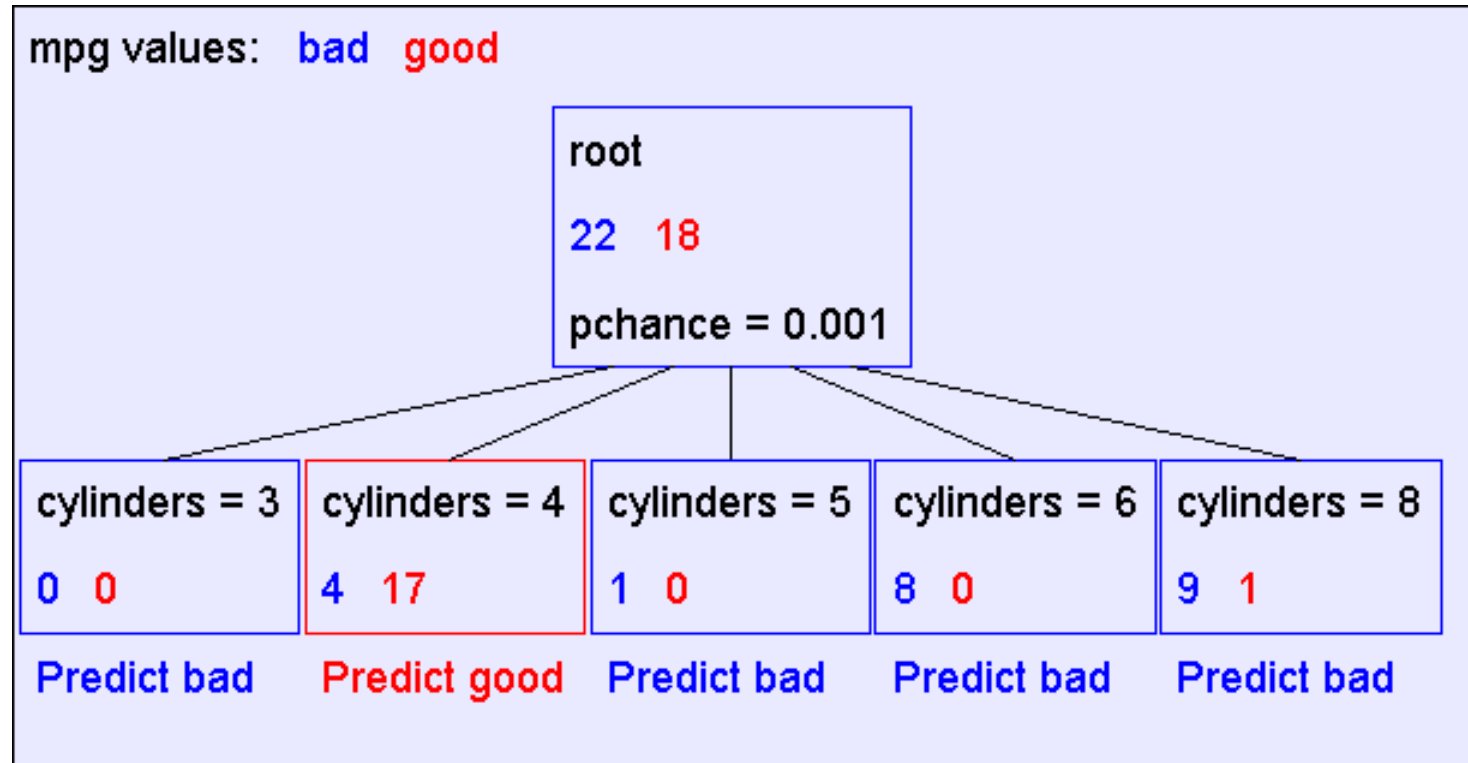 mpg values: bad good
root
22 18
pchance = 0.001
cylinders = 3
0 0
Predict bad
cylinders = 4
4 17
Predict good
cylinders = 5
1 0
Predict bad
cylinders = 6
8 0
Predict bad
cylinders = 8
9 1
Predict bad